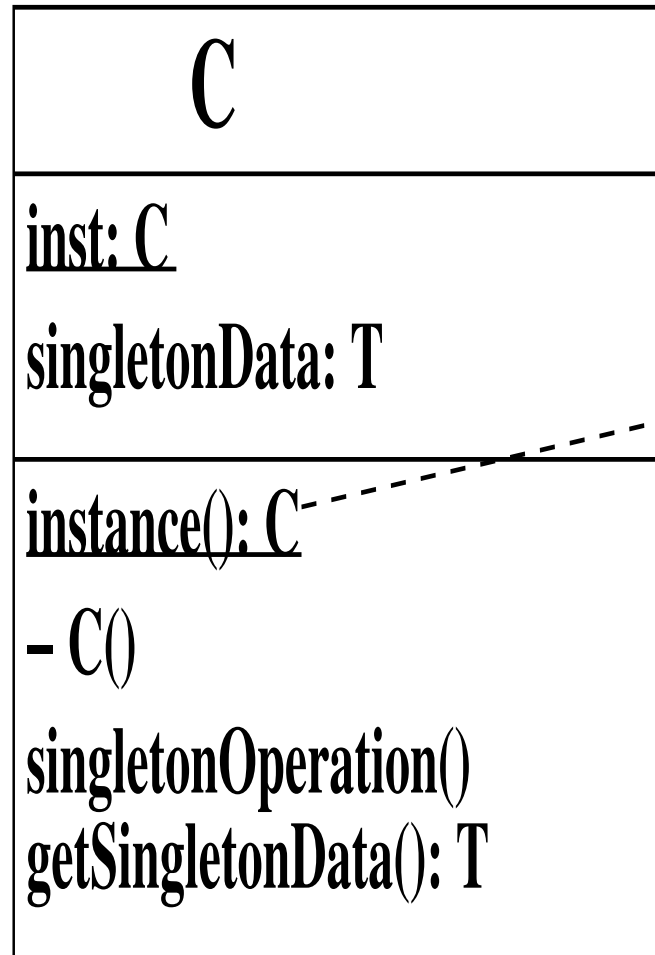 C
inst: C
singletonData: T
instance(): C
– C()
singletonOperation()
getSingletonData(): T